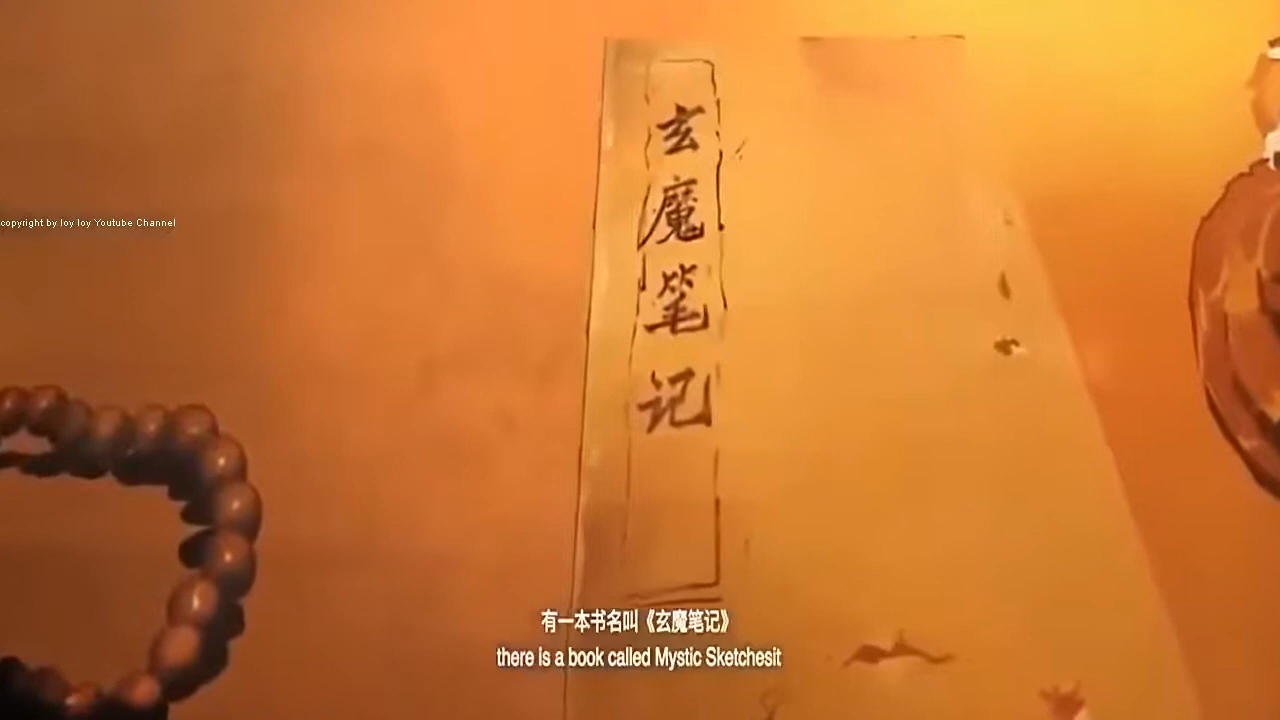 玄魔笔记
copyright by loy loy Youtube Channel
有一本书名叫《玄魔笔记》
there is a book called Mystic Sketchesit